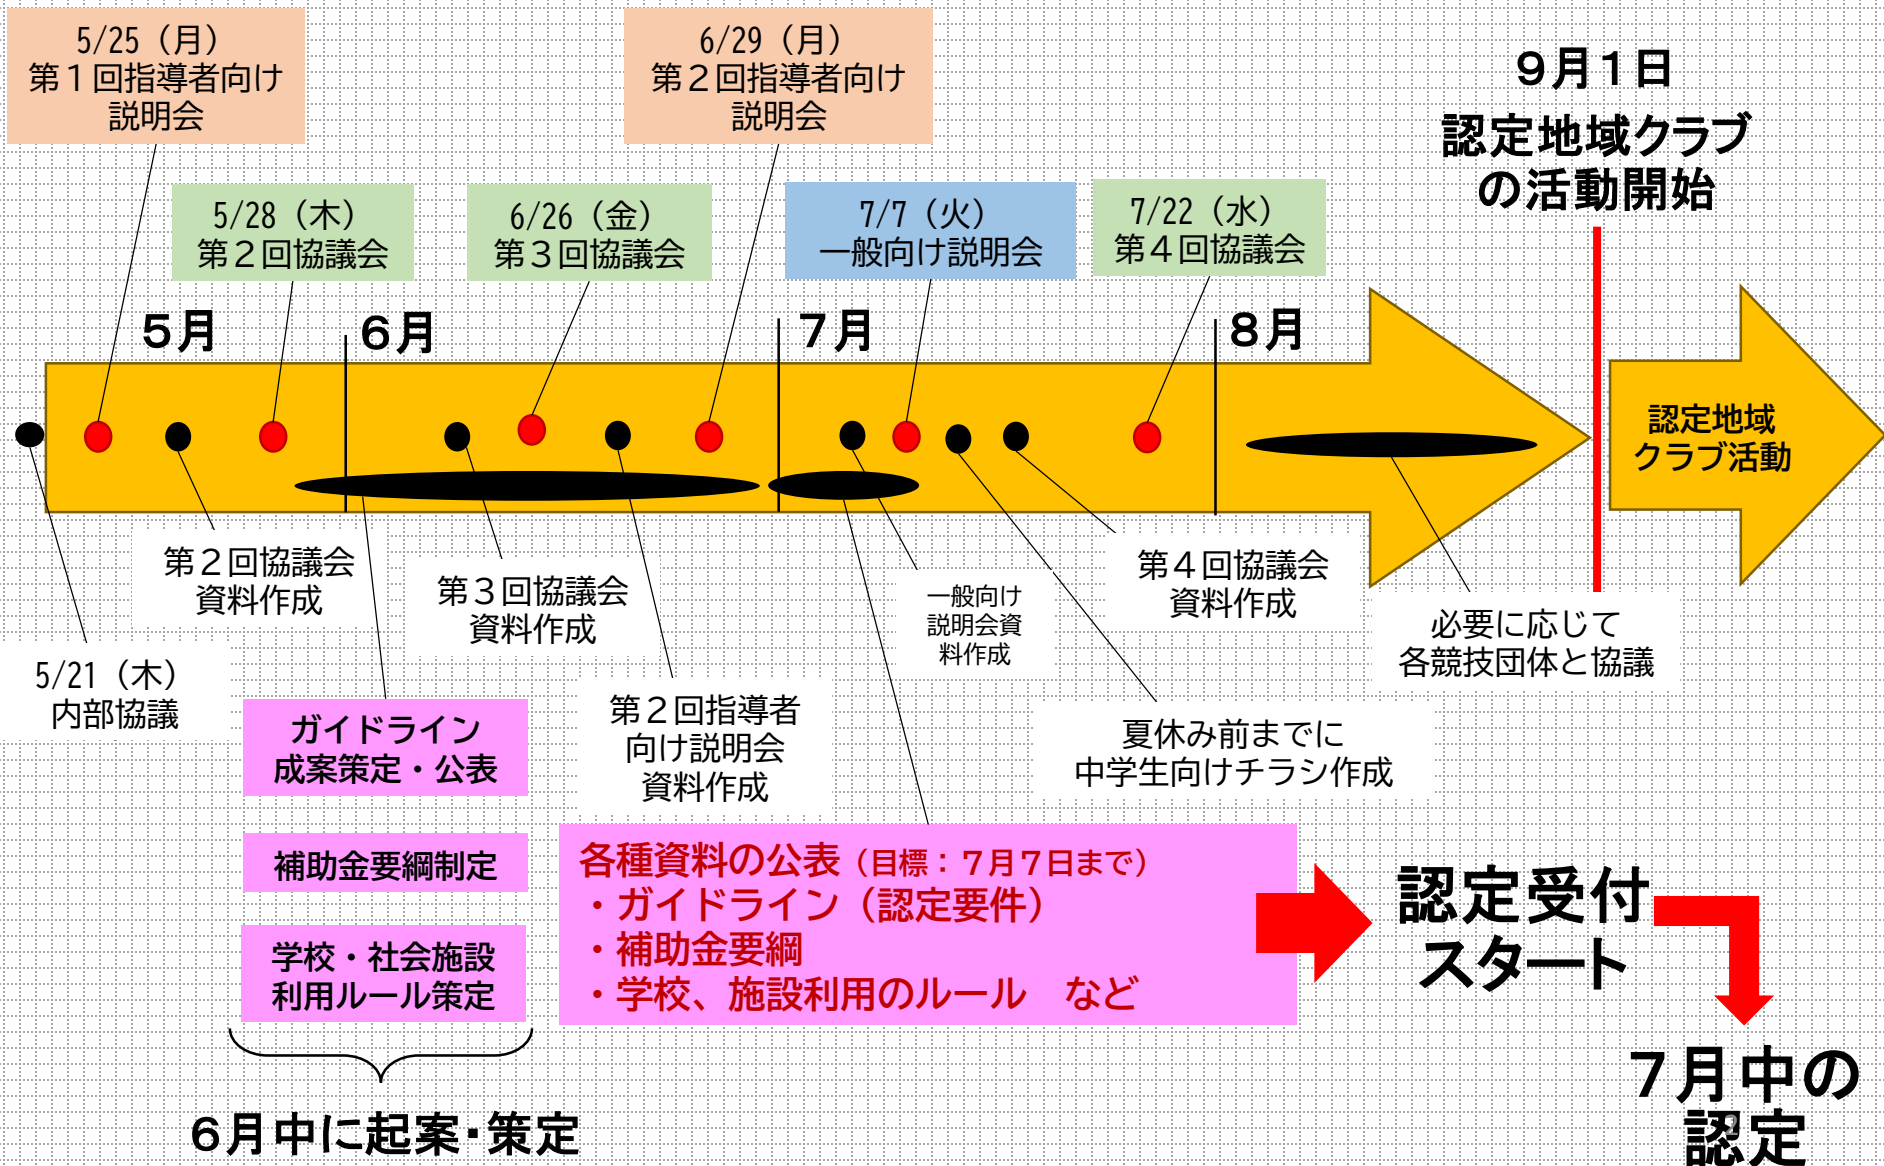 5/25（月）
第１回指導者向け
説明会
6/29（月）
第２回指導者向け
説明会
９月１日
認定地域クラブ
の活動開始
5/28（木）
第２回協議会
6/26（金）
第３回協議会
7/7（火）
一般向け説明会
7/22（水）
第４回協議会
５月
６月
７月
８月
認定地域
クラブ活動
第２回協議会
資料作成
第３回協議会
資料作成
一般向け
説明会資
料作成
第４回協議会
資料作成
必要に応じて
各競技団体と協議
5/21（木）
内部協議
ガイドライン
成案策定・公表
第２回指導者
向け説明会
資料作成
夏休み前までに
中学生向けチラシ作成
補助金要綱制定
学校・社会施設
利用ルール策定
各種資料の公表（目標：７月７日まで）
・ガイドライン（認定要件）
・補助金要綱
・学校、施設利用のルール　など
認定受付
スタート
６月中に起案・策定
７月中の
認定